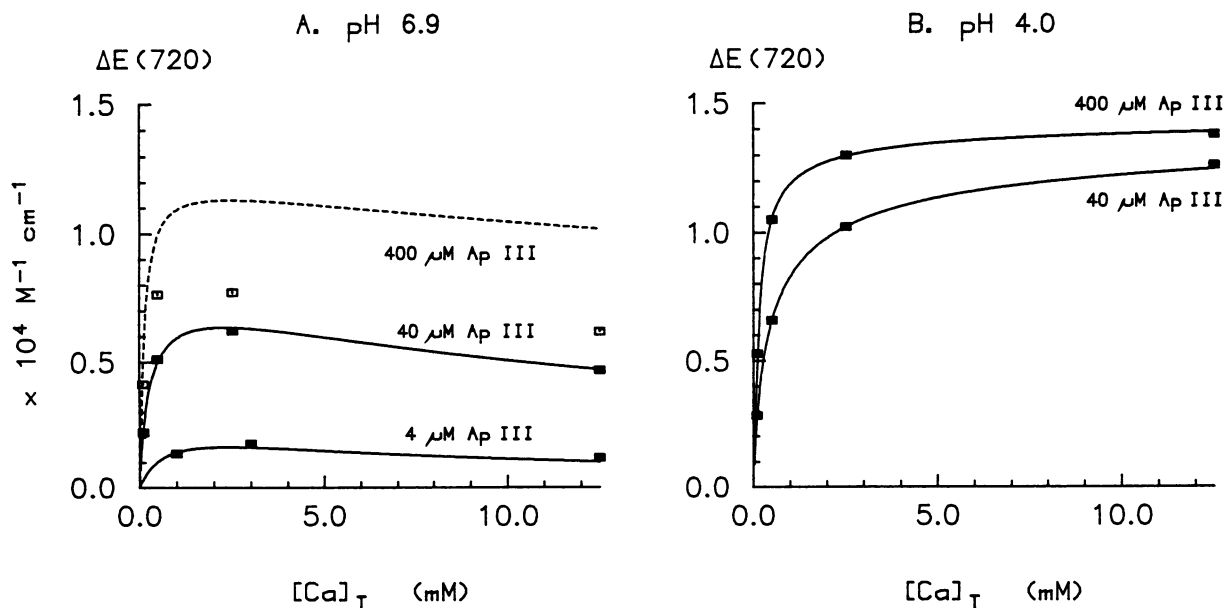 A. pH 6.9
ΔE (720)
× 10⁴ M⁻¹ cm⁻¹
1.5
1.0
0.5
0.0
400 μM Ap III
40 μM Ap III
4 μM Ap III
0.0 5.0 10.0
[Ca]_T (mM)
B. pH 4.0
ΔE (720)
1.5
1.0
0.5
0.0
400 μM Ap III
40 μM Ap III
0.0 5.0 10.0
[Ca]_T (mM)